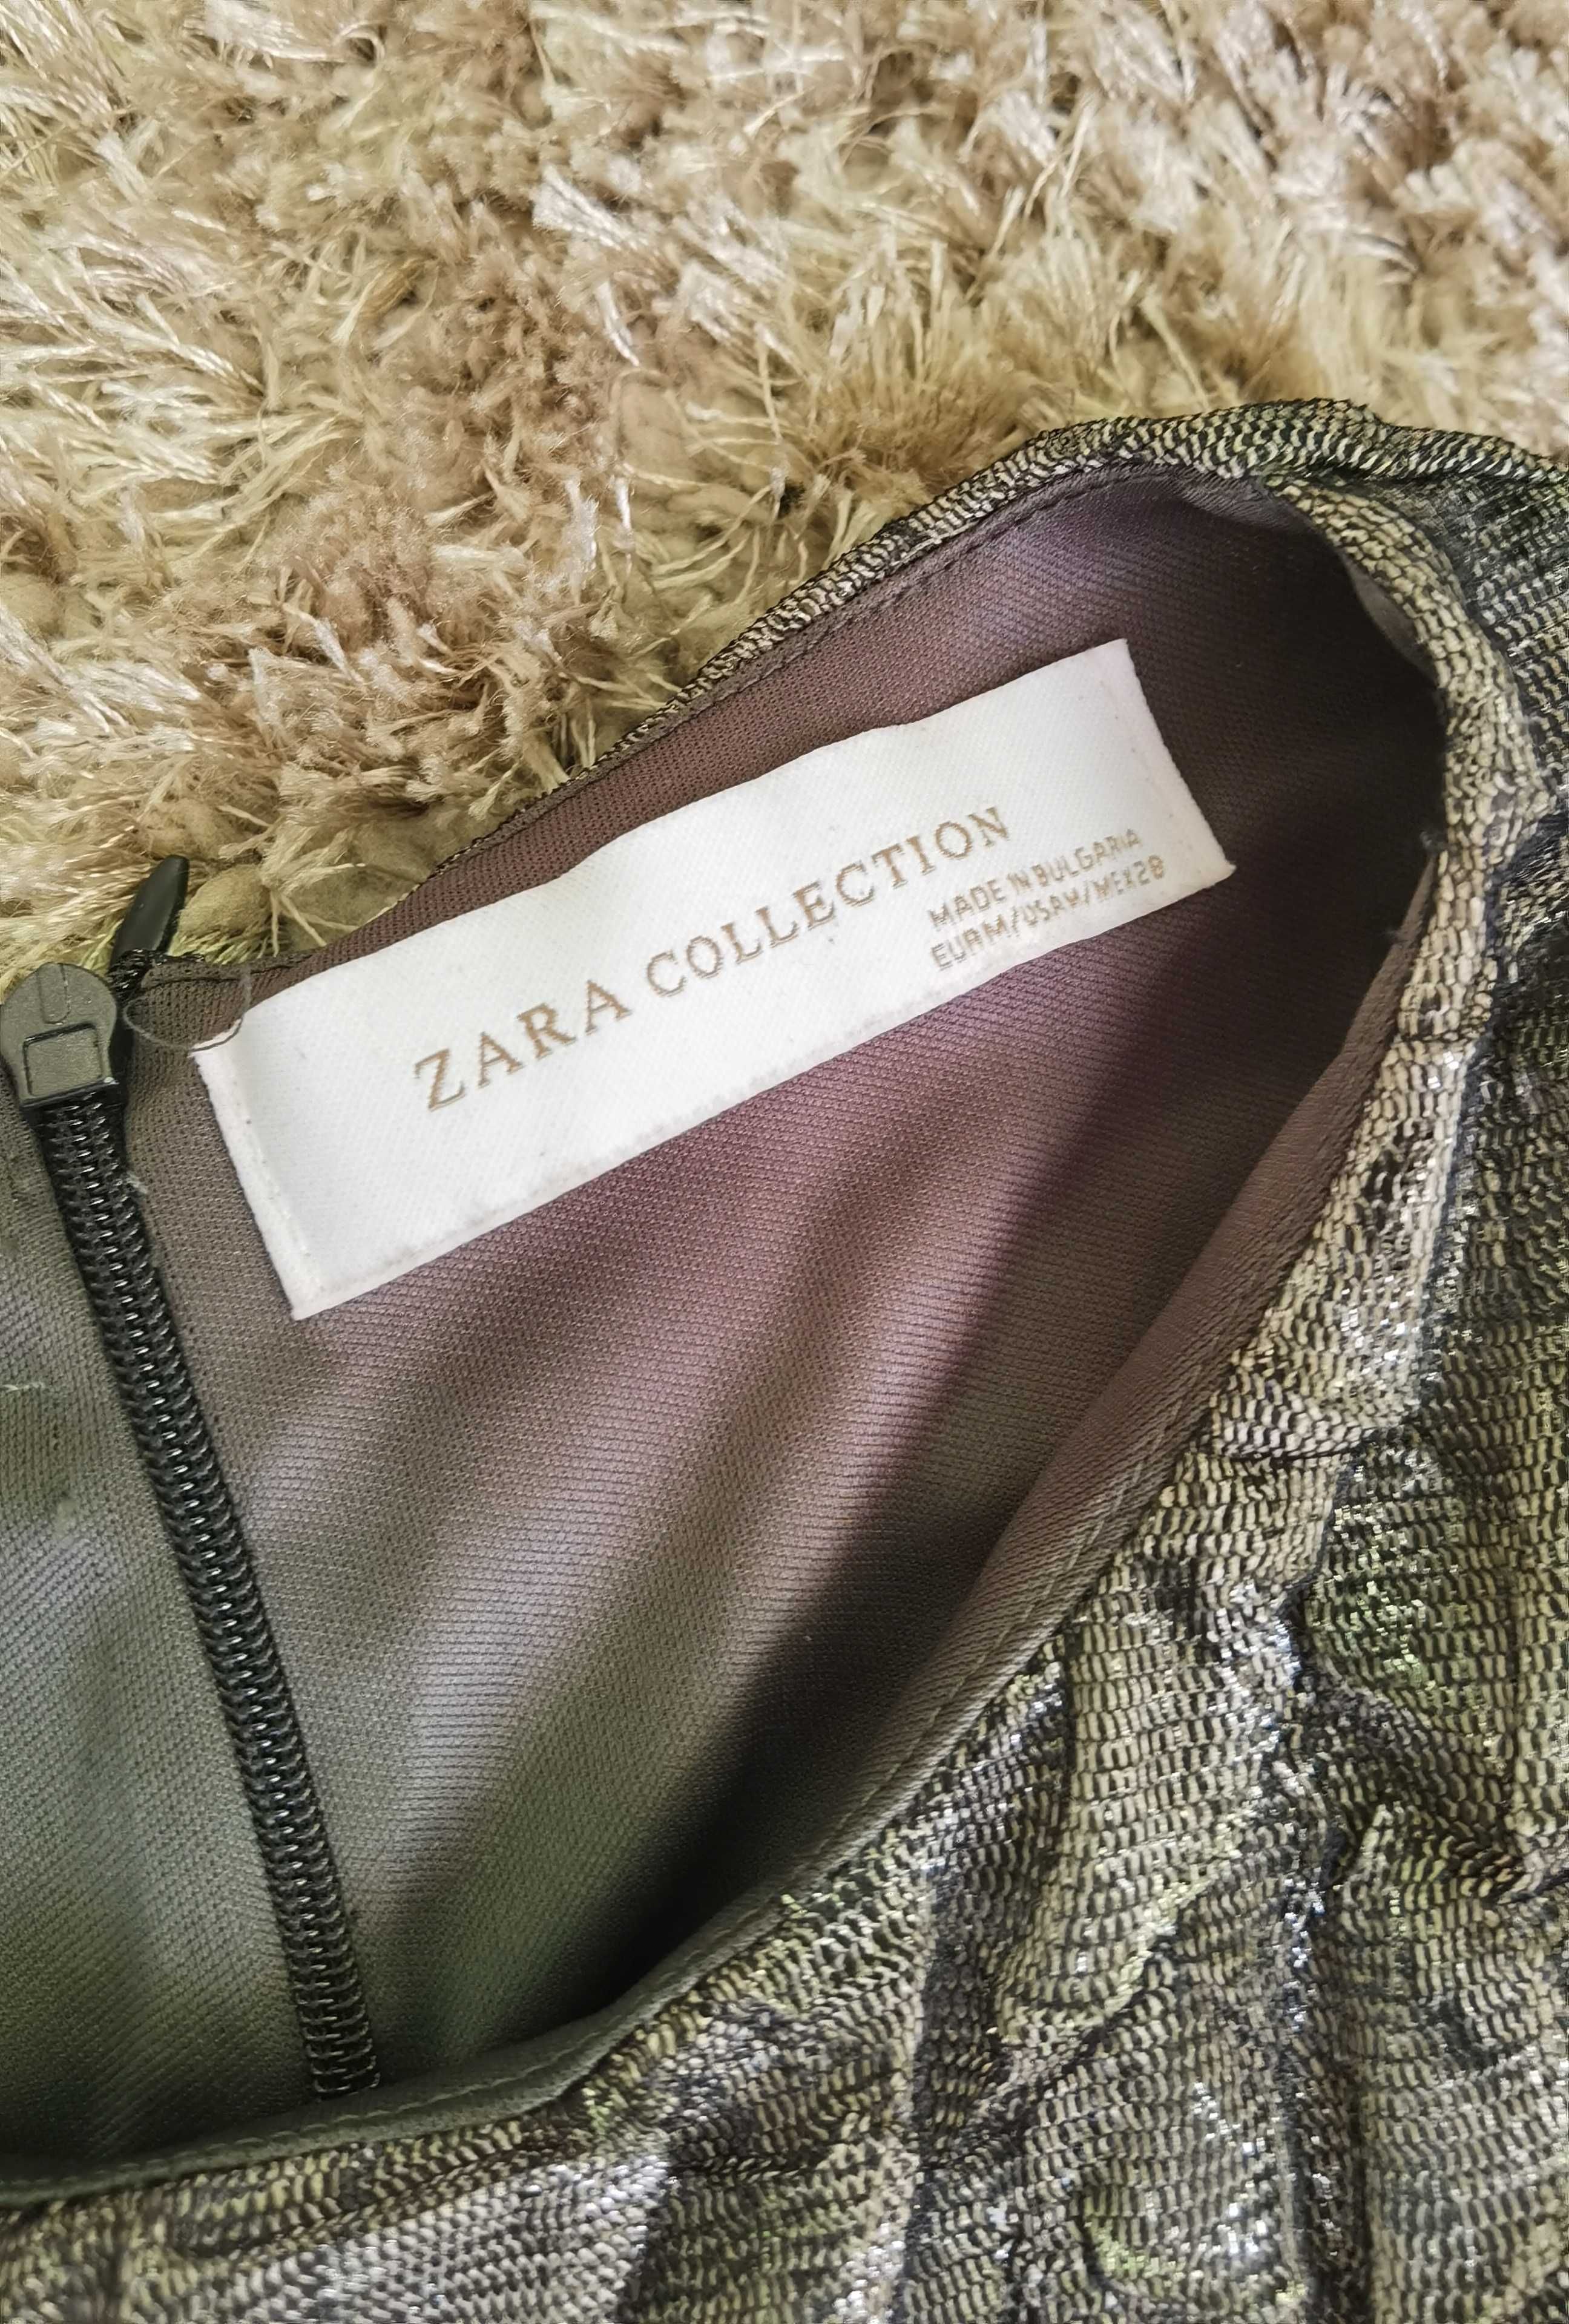 ZARA COLLECTION
MADE IN BULGARIA
EUR M/USA M/MEX 28